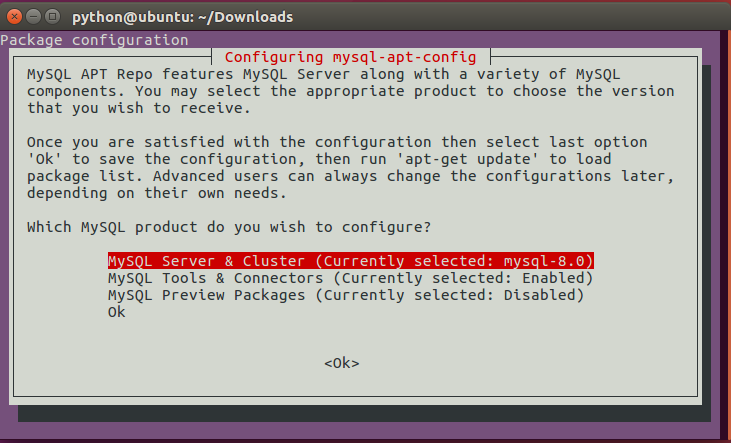 python@ubuntu: ~/Downloads
Package configuration
Configuring mysql-apt-config
MySQL APT Repo features MySQL Server along with a variety of MySQL
components. You may select the appropriate product to choose the version
that you wish to receive.
Once you are satisfied with the configuration then select last option
'Ok' to save the configuration, then run 'apt-get update' to load
package list. Advanced users can always change the configurations later,
depending on their own needs.
Which MySQL product do you wish to configure?
MySQL Server & Cluster (Currently selected: mysql-8.0)
MySQL Tools & Connectors (Currently selected: Enabled)
MySQL Preview Packages (Currently selected: Disabled)
Ok
<Ok>